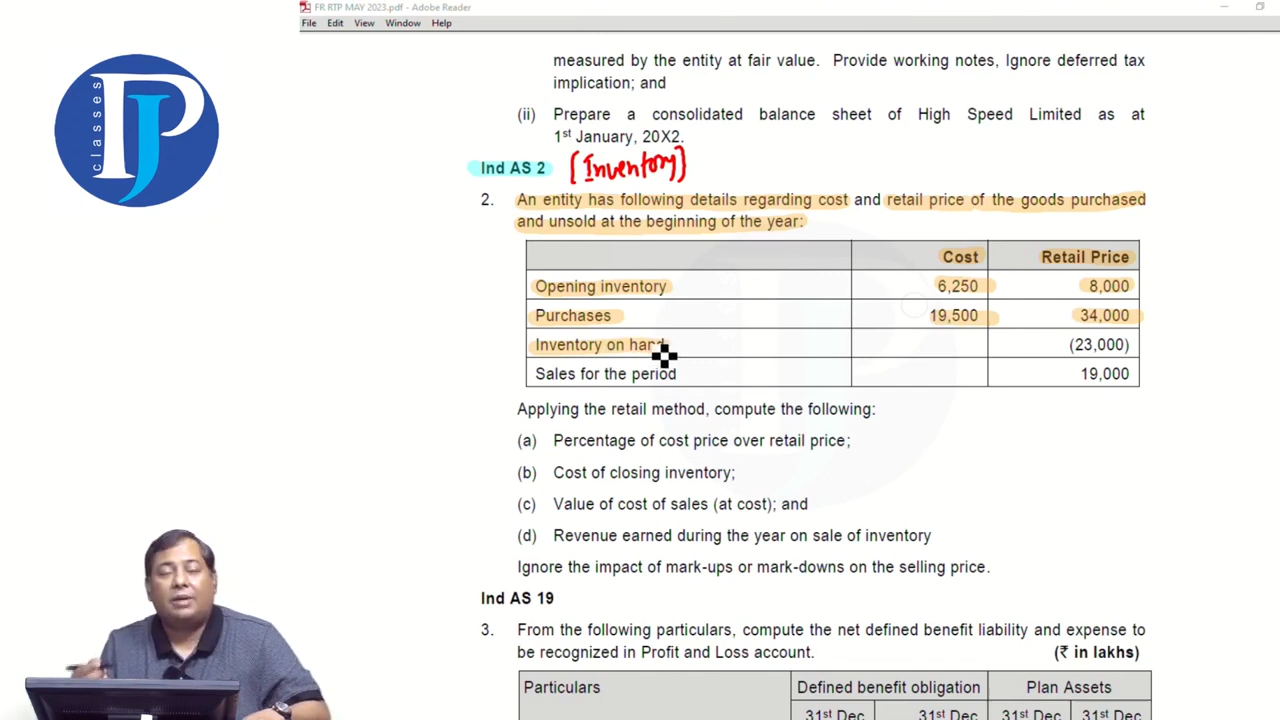 FR RTP MAY 2023.pdf - Adobe Reader
File Edit View Window Help
PJ
classes
measured by the entity at fair value. Provide working notes, Ignore deferred tax
implication; and
(ii) Prepare a consolidated balance sheet of High Speed Limited as at
1st January, 20X2.
Ind AS 2 [Inventory]
2. An entity has following details regarding cost and retail price of the goods purchased
and unsold at the beginning of the year:
Cost Retail Price
Opening inventory 6,250 8,000
Purchases 19,500 34,000
Inventory on hand (23,000)
Sales for the period 19,000
Applying the retail method, compute the following:
(a) Percentage of cost price over retail price;
(b) Cost of closing inventory;
(c) Value of cost of sales (at cost); and
(d) Revenue earned during the year on sale of inventory
Ignore the impact of mark-ups or mark-downs on the selling price.
Ind AS 19
3. From the following particulars, compute the net defined benefit liability and expense to
be recognized in Profit and Loss account. (₹ in lakhs)
Particulars Defined benefit obligation Plan Assets
31st Dec 31st Dec 31st Dec 31st Dec